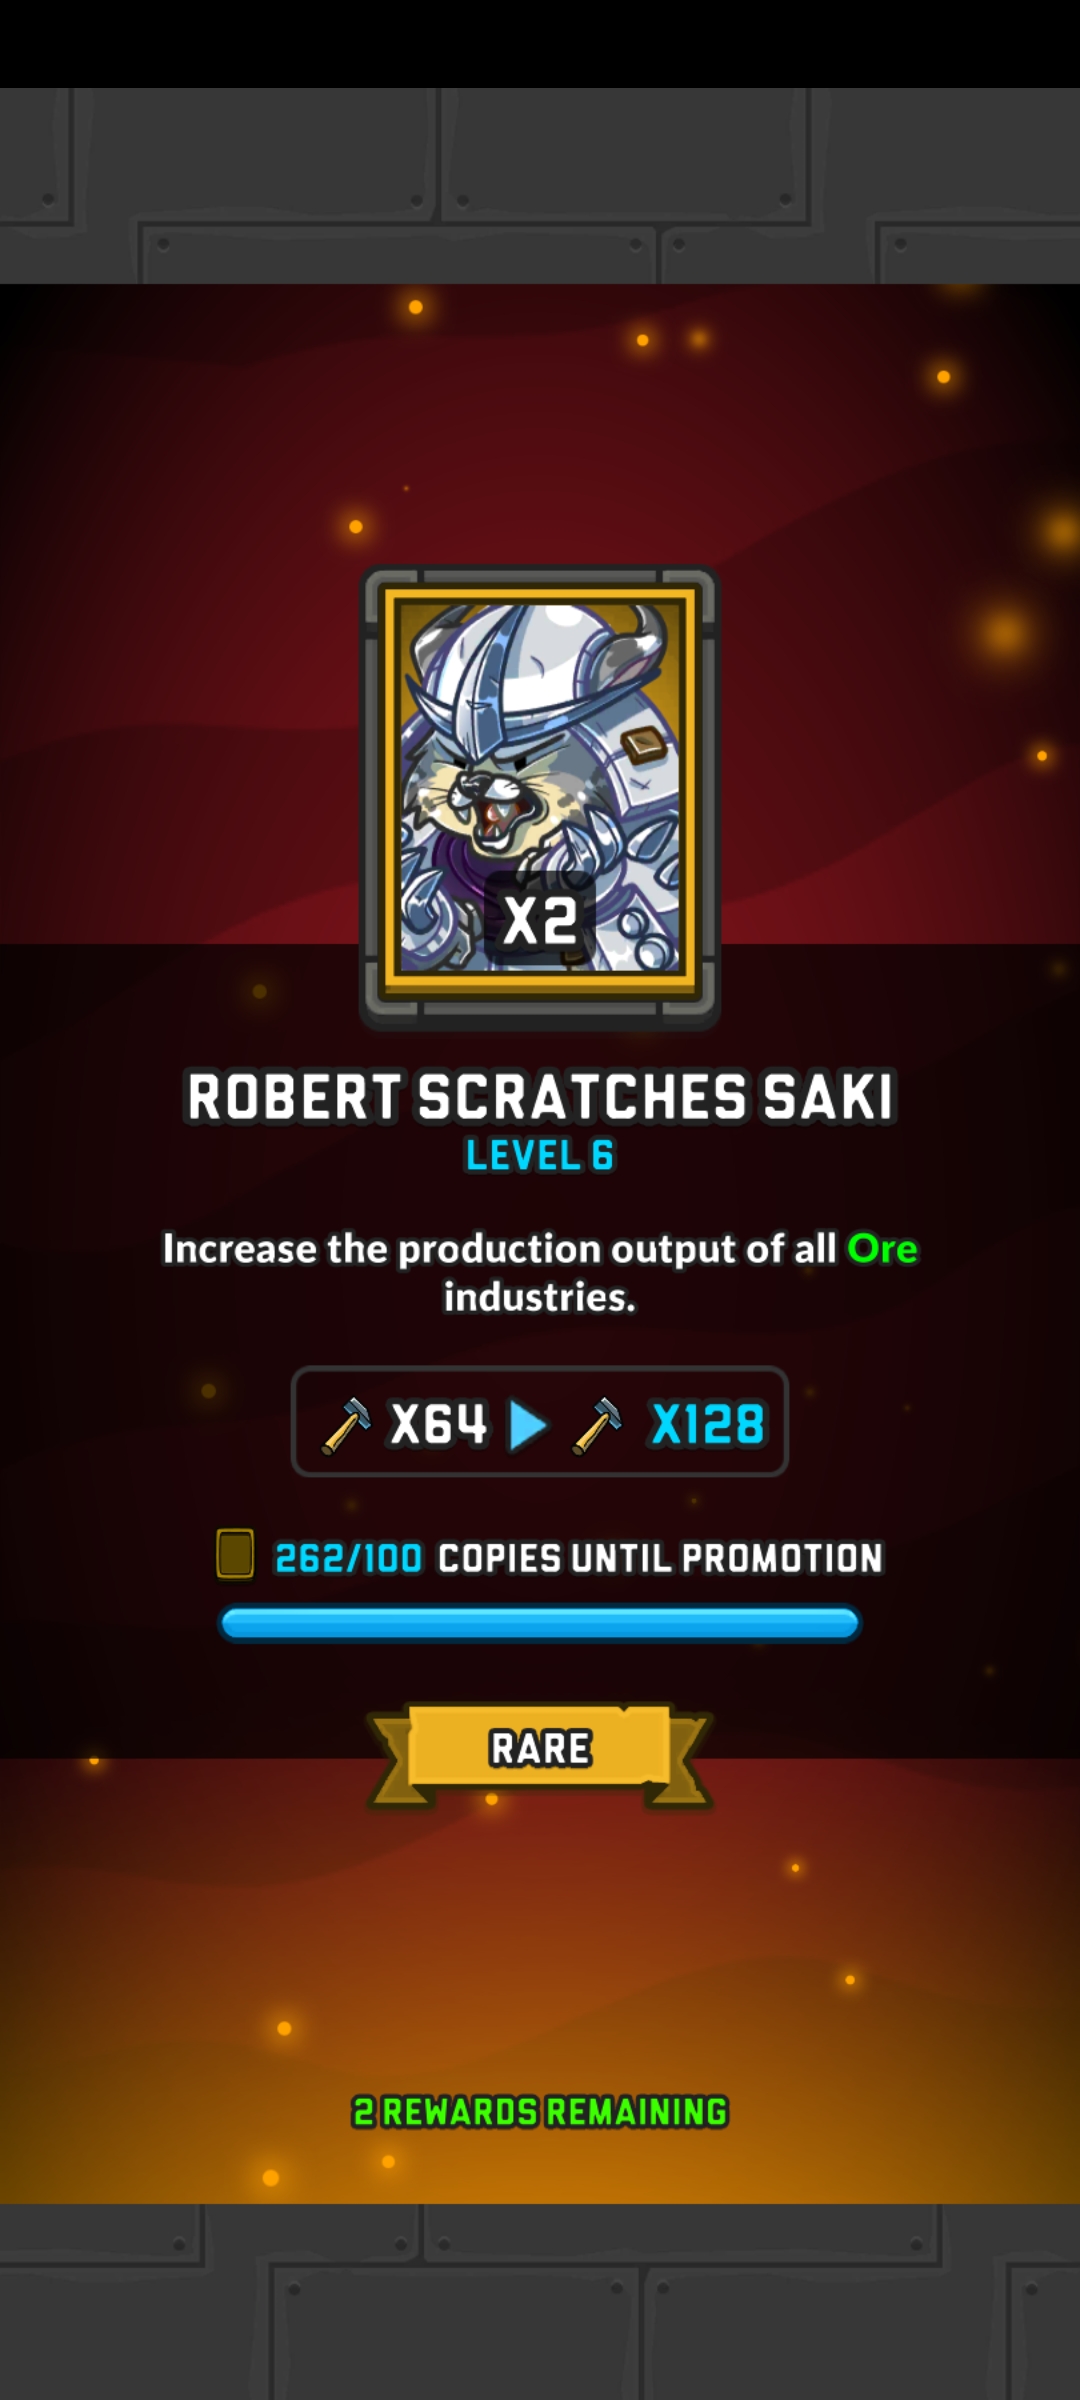 X2
ROBERT SCRATCHES SAKI
LEVEL 6
Increase the production output of all Ore
industries.
X64 X128
262/100 COPIES UNTIL PROMOTION
RARE
2 REWARDS REMAINING